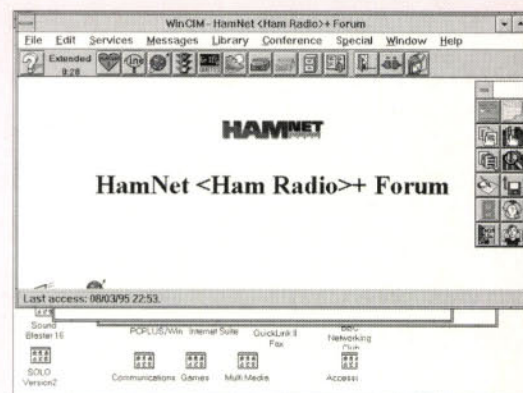 WinCIM - HamNet <Ham Radio>+ Forum
File Edit Services Messages Library Conference Special Window Help
Extended
9:28
HAMNET
HamNet <Ham Radio>+ Forum
Last access: 08/03/95 22:53.
Sound
Blaster 16
PCPLUS/Win
Internet Suite
QuickLink II
Fax
BBC
Networking
Club
SOLO
Version2
Communications
Games
Multi Media
Access